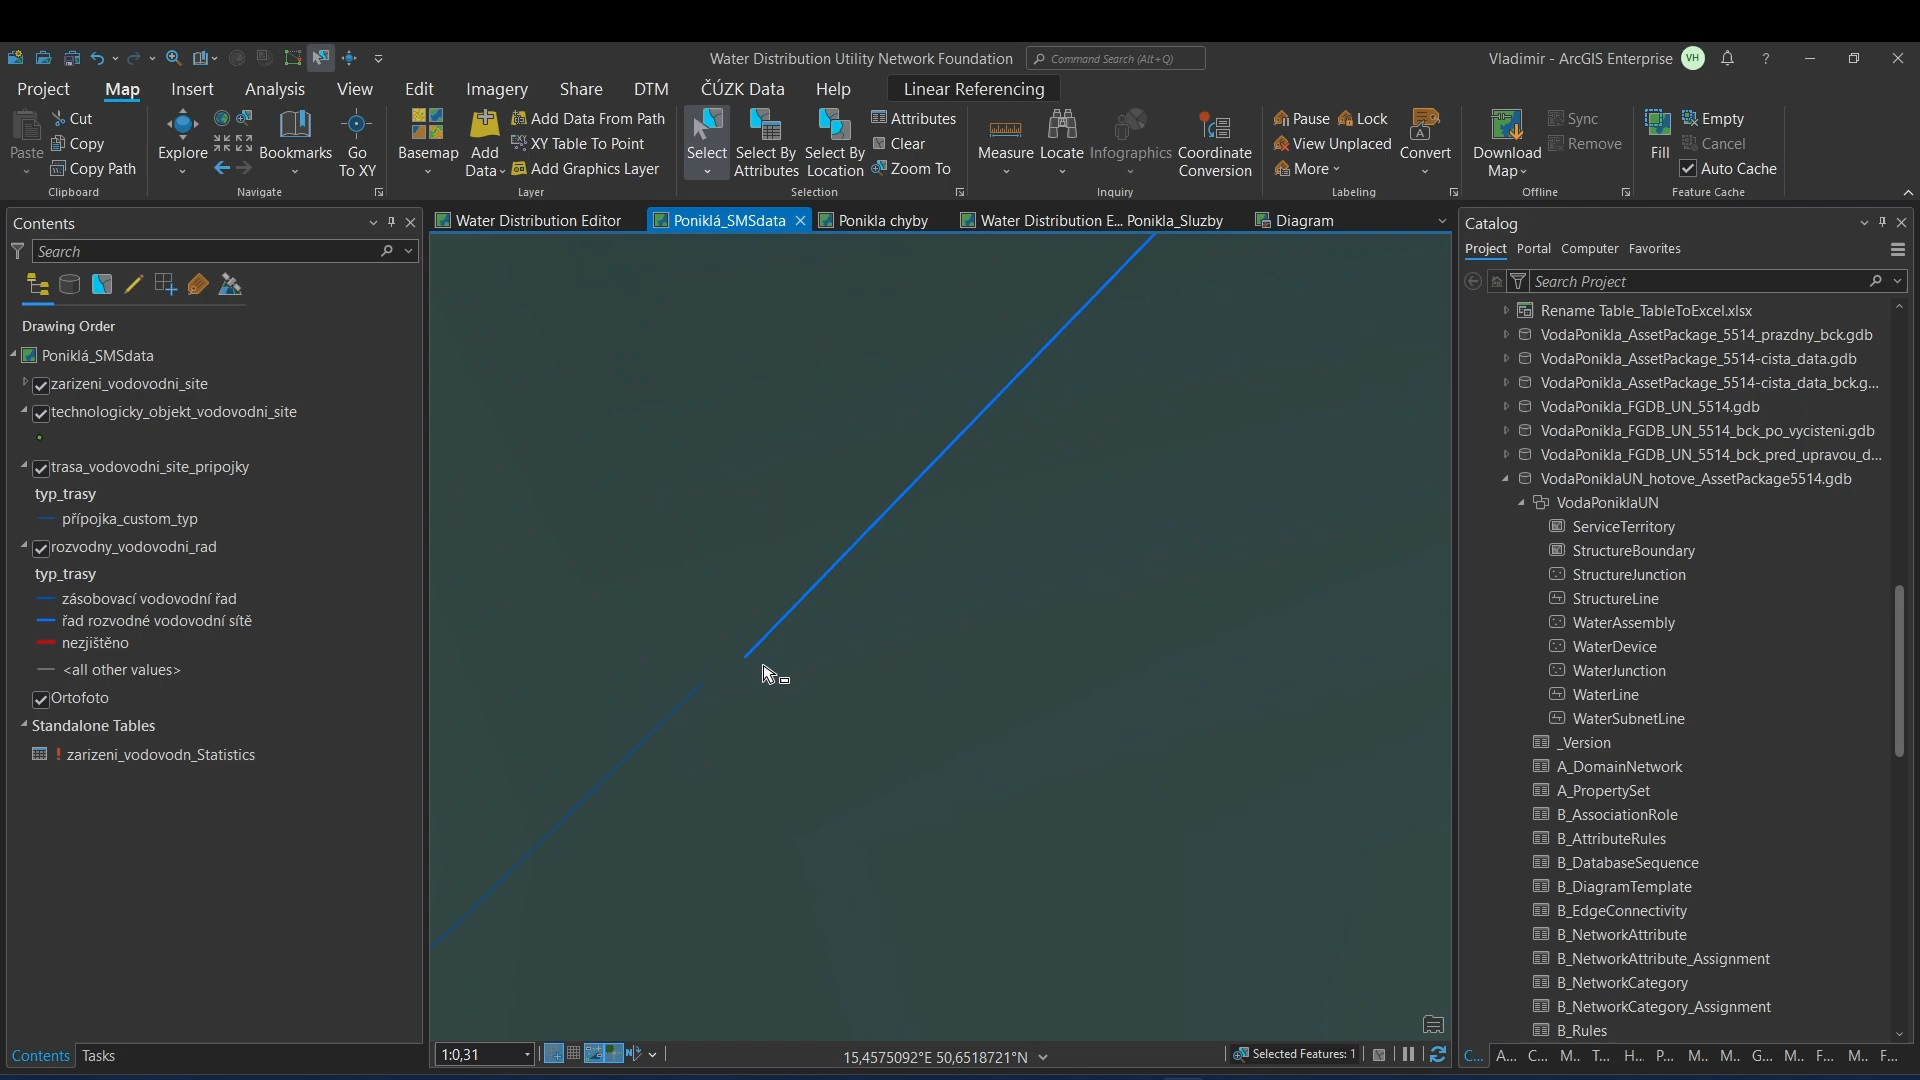 Water Distribution Utility Network Foundation
Command Search (Alt+Q)
Vladimir - ArcGIS Enterprise
VH
?
Project
Map
Insert
Analysis
View
Edit
Imagery
Share
DTM
ČÚZK Data
Help
Linear Referencing
Paste
Cut
Copy
Copy Path
Clipboard
Explore
Bookmarks
Go
To XY
Navigate
Basemap
Add
Data
Add Data From Path
XY Table To Point
Add Graphics Layer
Layer
Select
Select By
Attributes
Select By
Location
Attributes
Clear
Zoom To
Selection
Measure
Locate
Infographics
Coordinate
Conversion
Inquiry
Pause
Lock
View Unplaced
More
Convert
Labeling
Download
Map
Sync
Remove
Offline
Fill
Empty
Cancel
Auto Cache
Feature Cache
Contents
Search
Drawing Order
Poniklá_SMSdata
zarizeni_vodovodni_site
technologicky_objekt_vodovodni_site
trasa_vodovodni_site_pripojky
typ_trasy
přípojka_custom_typ
rozvodny_vodovodni_rad
typ_trasy
zásobovací vodovodní řad
řad rozvodné vodovodní sítě
nezjištěno
<all other values>
Ortofoto
Standalone Tables
! zarizeni_vodovodn_Statistics
Contents
Tasks
Water Distribution Editor
Poniklá_SMSdata
Ponikla chyby
Water Distribution E... Ponikla_Sluzby
Diagram
1:0,31
15,4575092°E 50,6518721°N
Selected Features: 1
Catalog
Project
Portal
Computer
Favorites
Search Project
Rename Table_TableToExcel.xlsx
VodaPonikla_AssetPackage_5514_prazdny_bck.gdb
VodaPonikla_AssetPackage_5514-cista_data.gdb
VodaPonikla_AssetPackage_5514-cista_data_bck.g...
VodaPonikla_FGDB_UN_5514.gdb
VodaPonikla_FGDB_UN_5514_bck_po_vycisteni.gdb
VodaPonikla_FGDB_UN_5514_bck_pred_upravou_d...
VodaPoniklaUN_hotove_AssetPackage5514.gdb
VodaPoniklaUN
ServiceTerritory
StructureBoundary
StructureJunction
StructureLine
WaterAssembly
WaterDevice
WaterJunction
WaterLine
WaterSubnetLine
_Version
A_DomainNetwork
A_PropertySet
B_AssociationRole
B_AttributeRules
B_DatabaseSequence
B_DiagramTemplate
B_EdgeConnectivity
B_NetworkAttribute
B_NetworkAttribute_Assignment
B_NetworkCategory
B_NetworkCategory_Assignment
B_Rules
C... A... C... M... T... H... P... M... M... G... M... F... M... F...